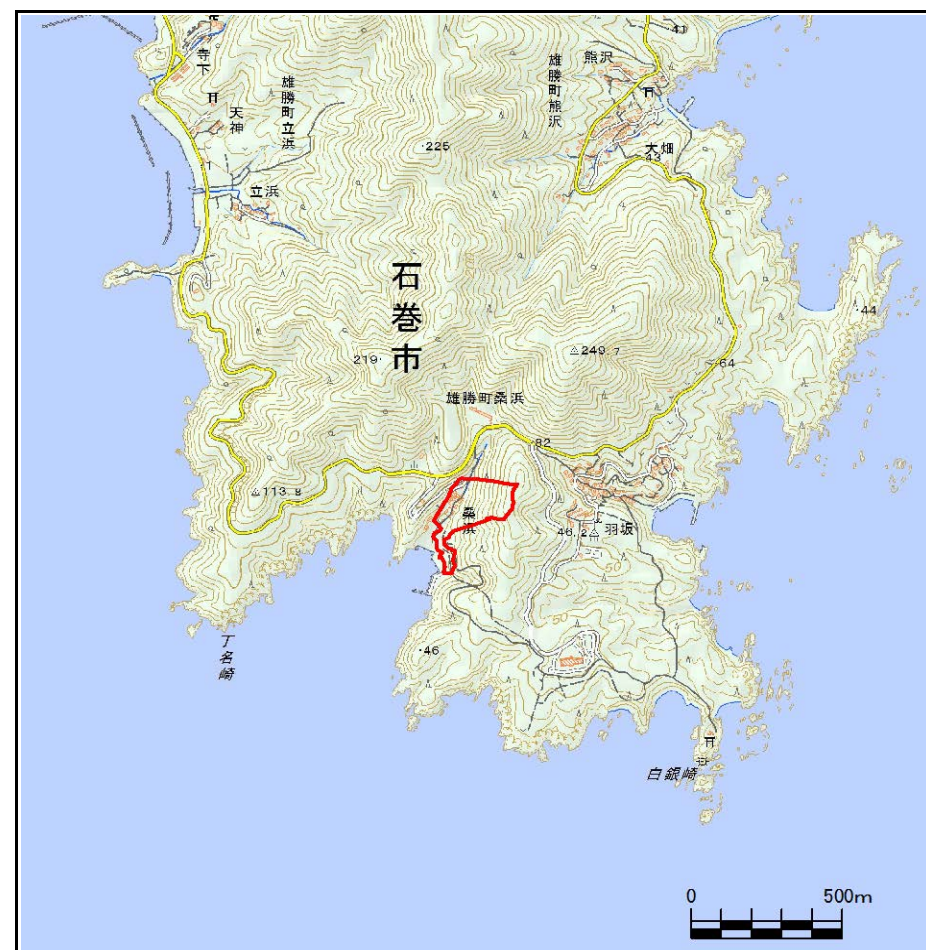 寺下
天神
雄勝町立浜
立浜
・225
雄勝町熊沢
熊沢
大畑
43
石巻市
219・
249.7
・44
64
雄勝町桑浜
82
113.8
桑浜
46.2
羽坂
50
・46
丁名崎
白銀崎
0 500m